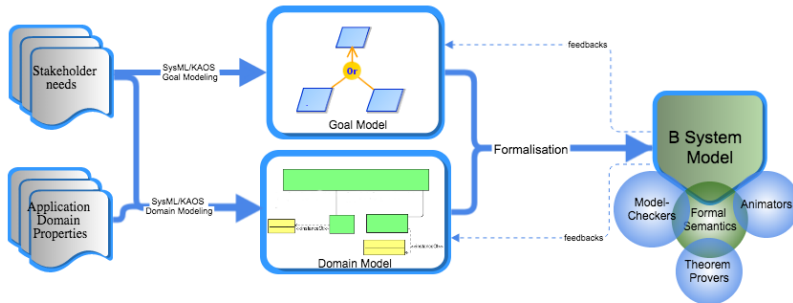 Stakeholder
needs
SysML/KAOS
Goal Modeling
Or
Goal Model
feedbacks
Application
Domain
Properties
SysML/KAOS
Domain Modeling
Domain Model
Formalisation
feedbacks
B System
Model
Model-
Checkers
Formal
Semantics
Animators
Theorem
Provers